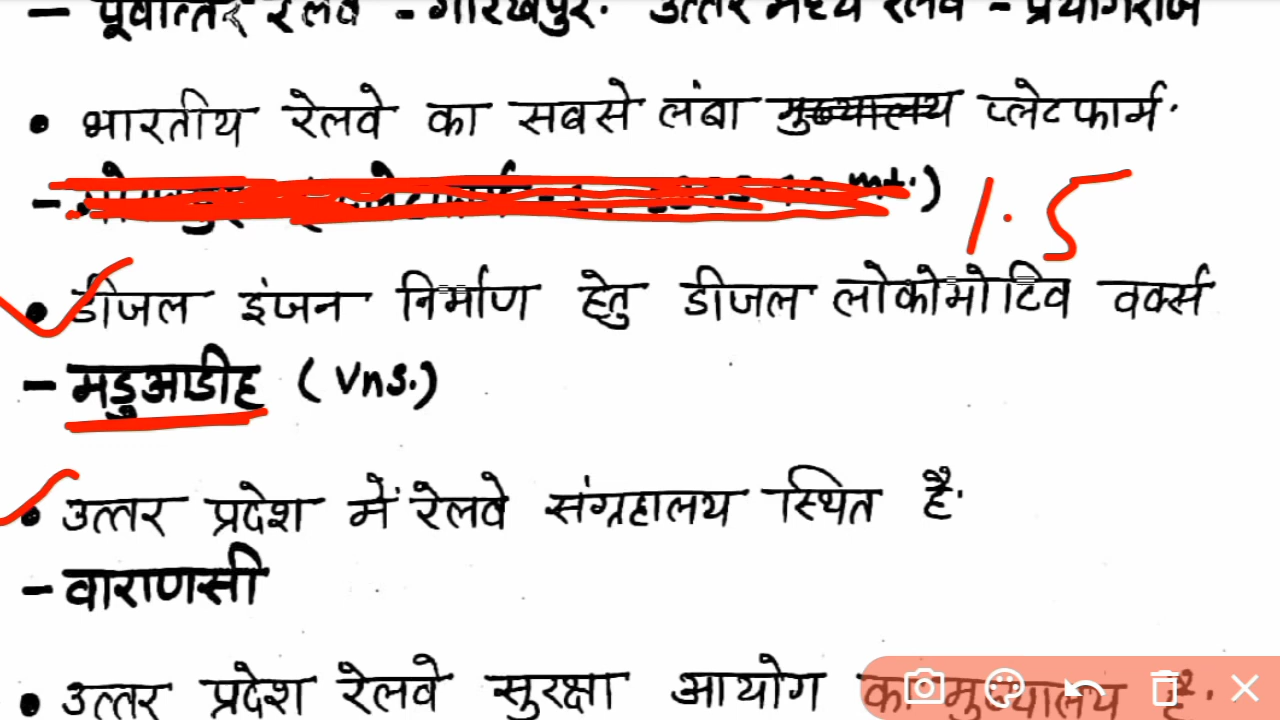 - पूर्वोत्तर रेलवे - गोरखपुर. उत्तर मध्य रेलवे - प्रयागराज
• भारतीय रेलवे का सबसे लंबा मुख्यालय प्लेटफार्म.
mt.)
1.5
• डीजल इंजन निर्माण हेतु डीजल लोकोमोटिव वर्क्स
- मडुआडीह (Vns.)
• उत्तर प्रदेश में रेलवे संग्रहालय स्थित है.
- वाराणसी
• उत्तर प्रदेश रेलवे सुरक्षा आयोग का मुख्यालय है.